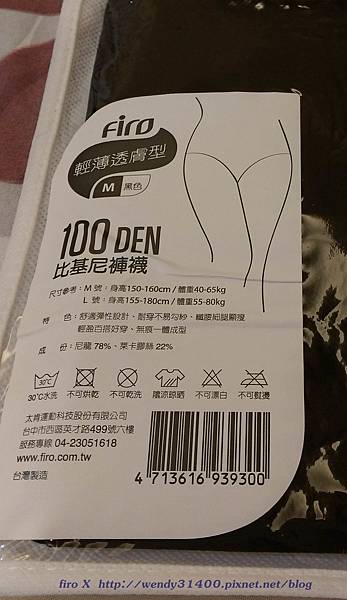 Firo
輕薄透膚型
M 黑色
100 DEN
比基尼褲襪
尺寸參考：M 號：身高150-160cm / 體重40-65kg
L 號：身高155-180cm / 體重55-80kg
特 色：舒適彈性設計、耐穿不易勾紗、纖腰細腿顯瘦
輕盈百搭好穿、無痕一體成型
成 份：尼龍 78%、萊卡膠絲 22%
30°C
30°C水洗 不可烘乾 不可乾洗 陰涼晾晒 不可漂白 不可熨燙
太肯運動科技股份有限公司
台中市西區英才路499號六樓
服務專線 04-23051618
www.firo.com.tw
台灣製造
4 713616 939300
firo X http://wendy31400.pixnet.net/blog